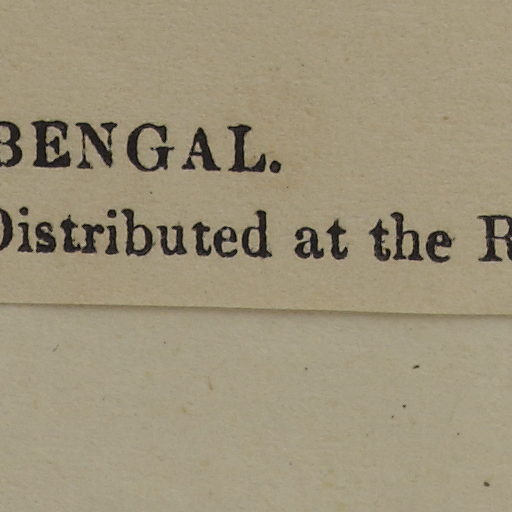 BENGAL.
Distributed at the R